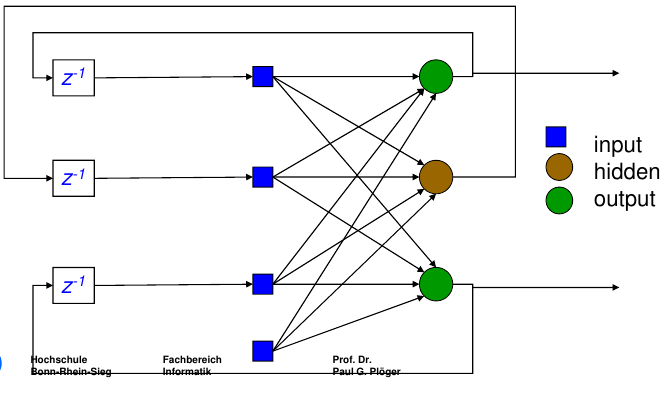 z-1
z-1
input
hidden
output
z-1
Hochschule
Bonn-Rhein-Sieg
Fachbereich
Informatik
Prof. Dr.
Paul G. Plöger